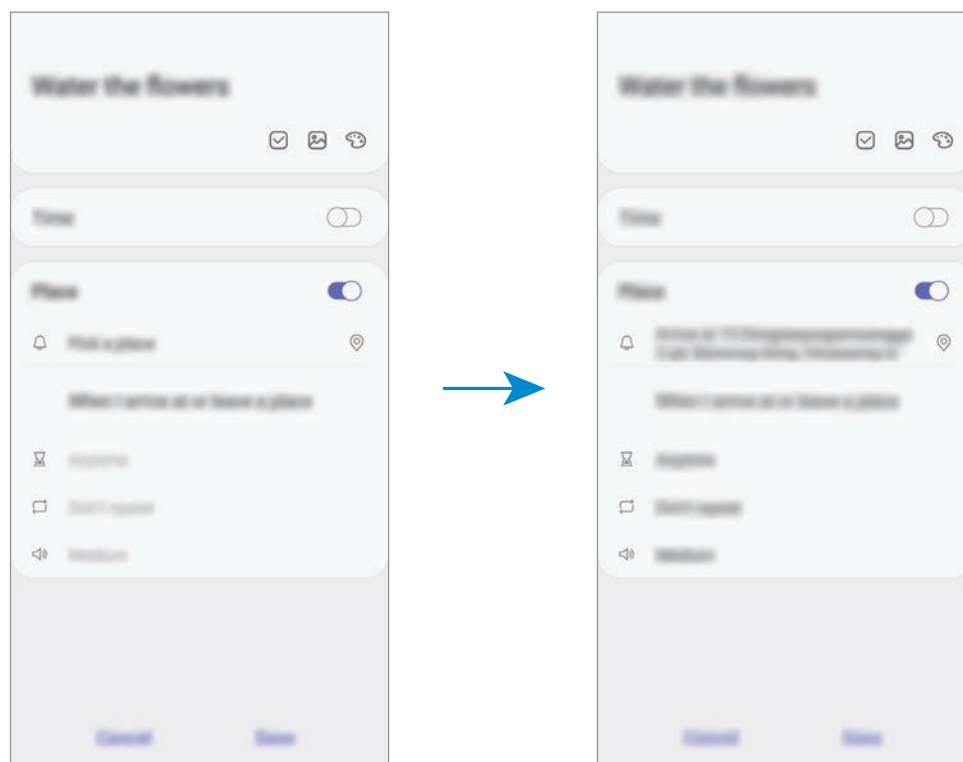 Water the flowers
Time
Place
Pick a place
When I arrive at or leave a place
Anytime
Don't repeat
Medium
Cancel
Save
Water the flowers
Time
Place
When I arrive at or leave a place
Anytime
Don't repeat
Medium
Cancel
Save